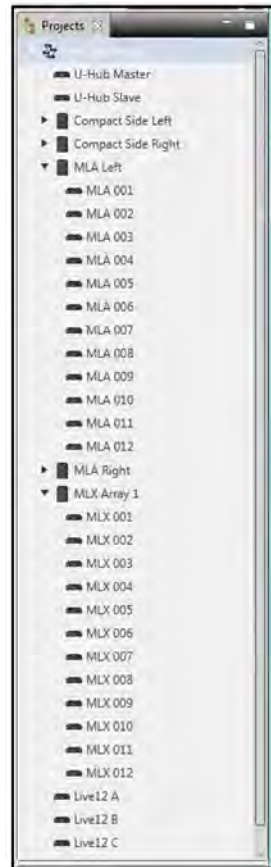 Projects
U-Hub Master
U-Hub Slave
Compact Side Left
Compact Side Right
MLA Left
MLA 001
MLA 002
MLA 003
MLA 004
MLA 005
MLA 006
MLA 007
MLA 008
MLA 009
MLA 010
MLA 011
MLA 012
MLA Right
MLX Array 1
MLX 001
MLX 002
MLX 003
MLX 004
MLX 005
MLX 006
MLX 007
MLX 008
MLX 009
MLX 010
MLX 011
MLX 012
Live12 A
Live12 B
Live12 C